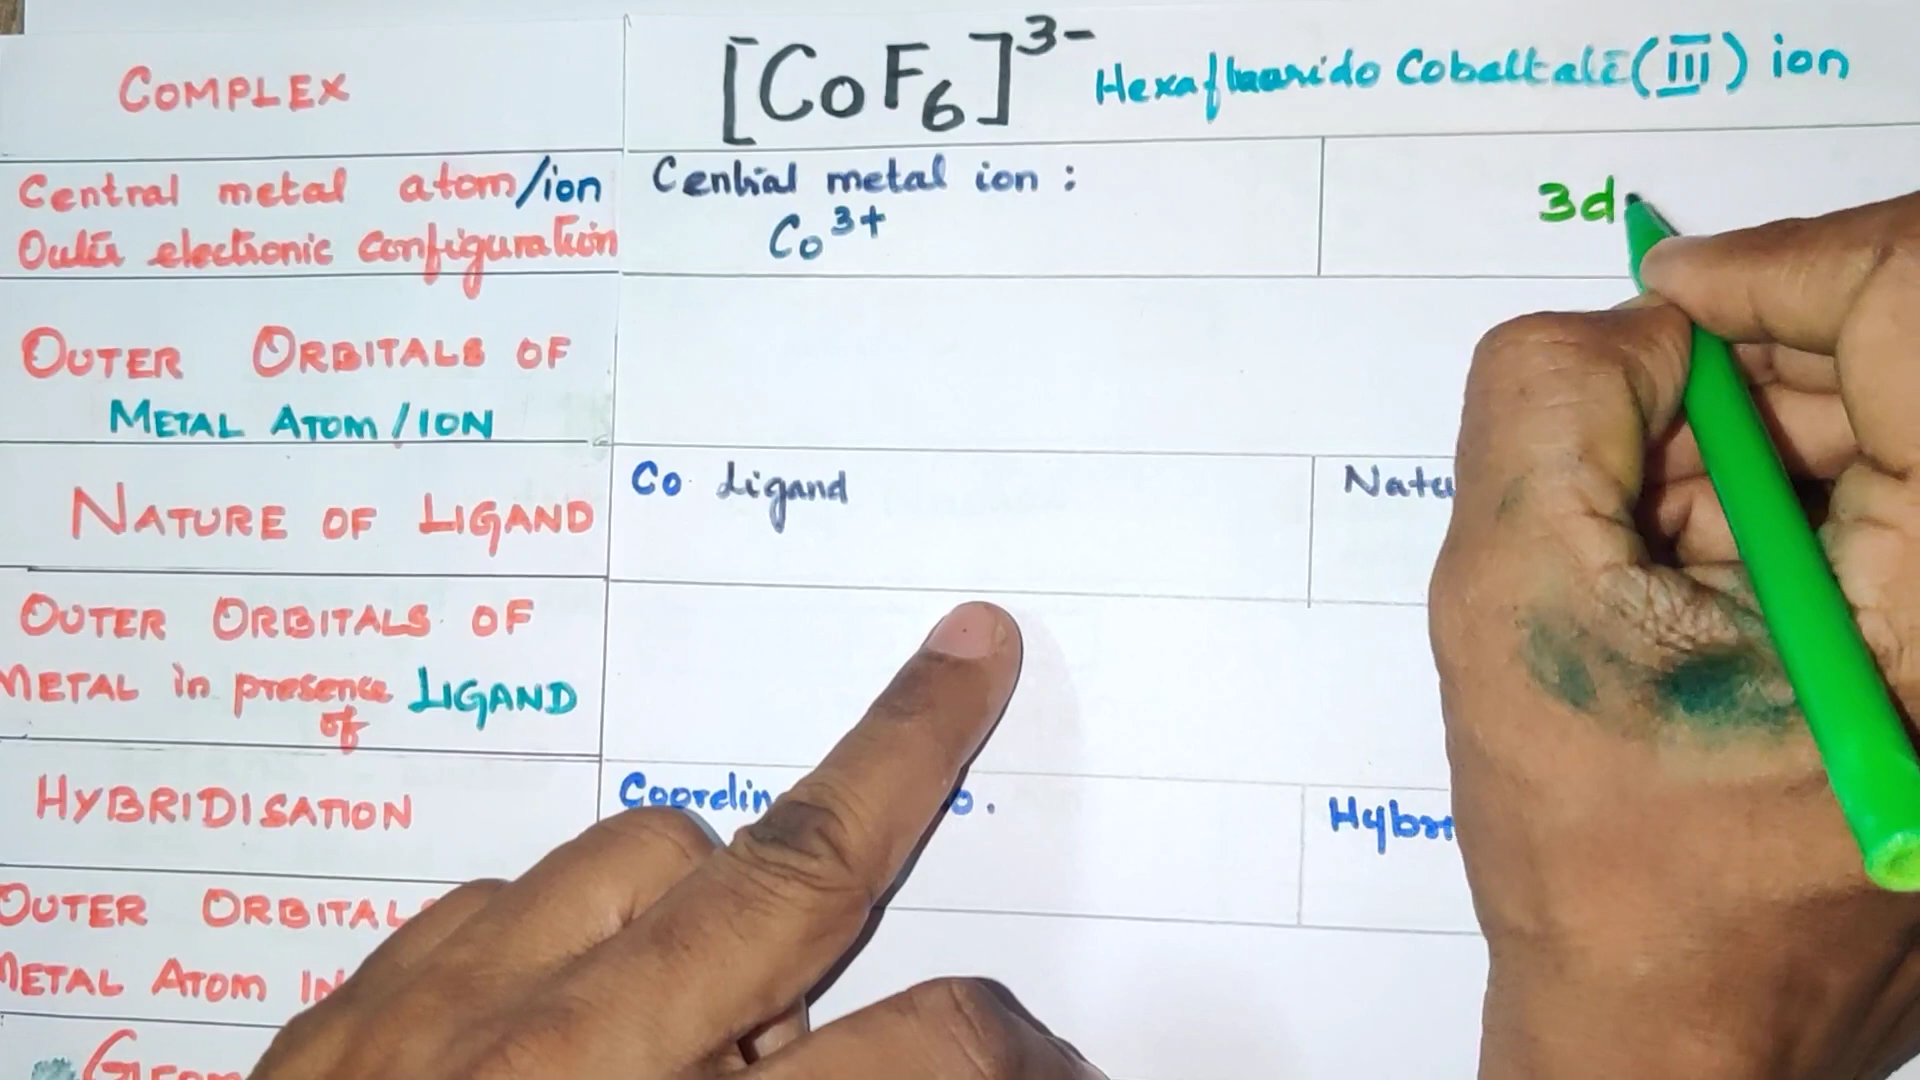 COMPLEX
[CoF6]3- Hexafluorido Cobaltate (III) ion
Central metal atom/ion
Outer electronic configuration
Central metal ion :
Co3+
3d
OUTER ORBITALS OF
METAL ATOM / ION
NATURE OF LIGAND
Co Ligand
OUTER ORBITALS OF
METAL in presence of LIGAND
HYBRIDISATION
OUTER ORBITAL
METAL ATOM